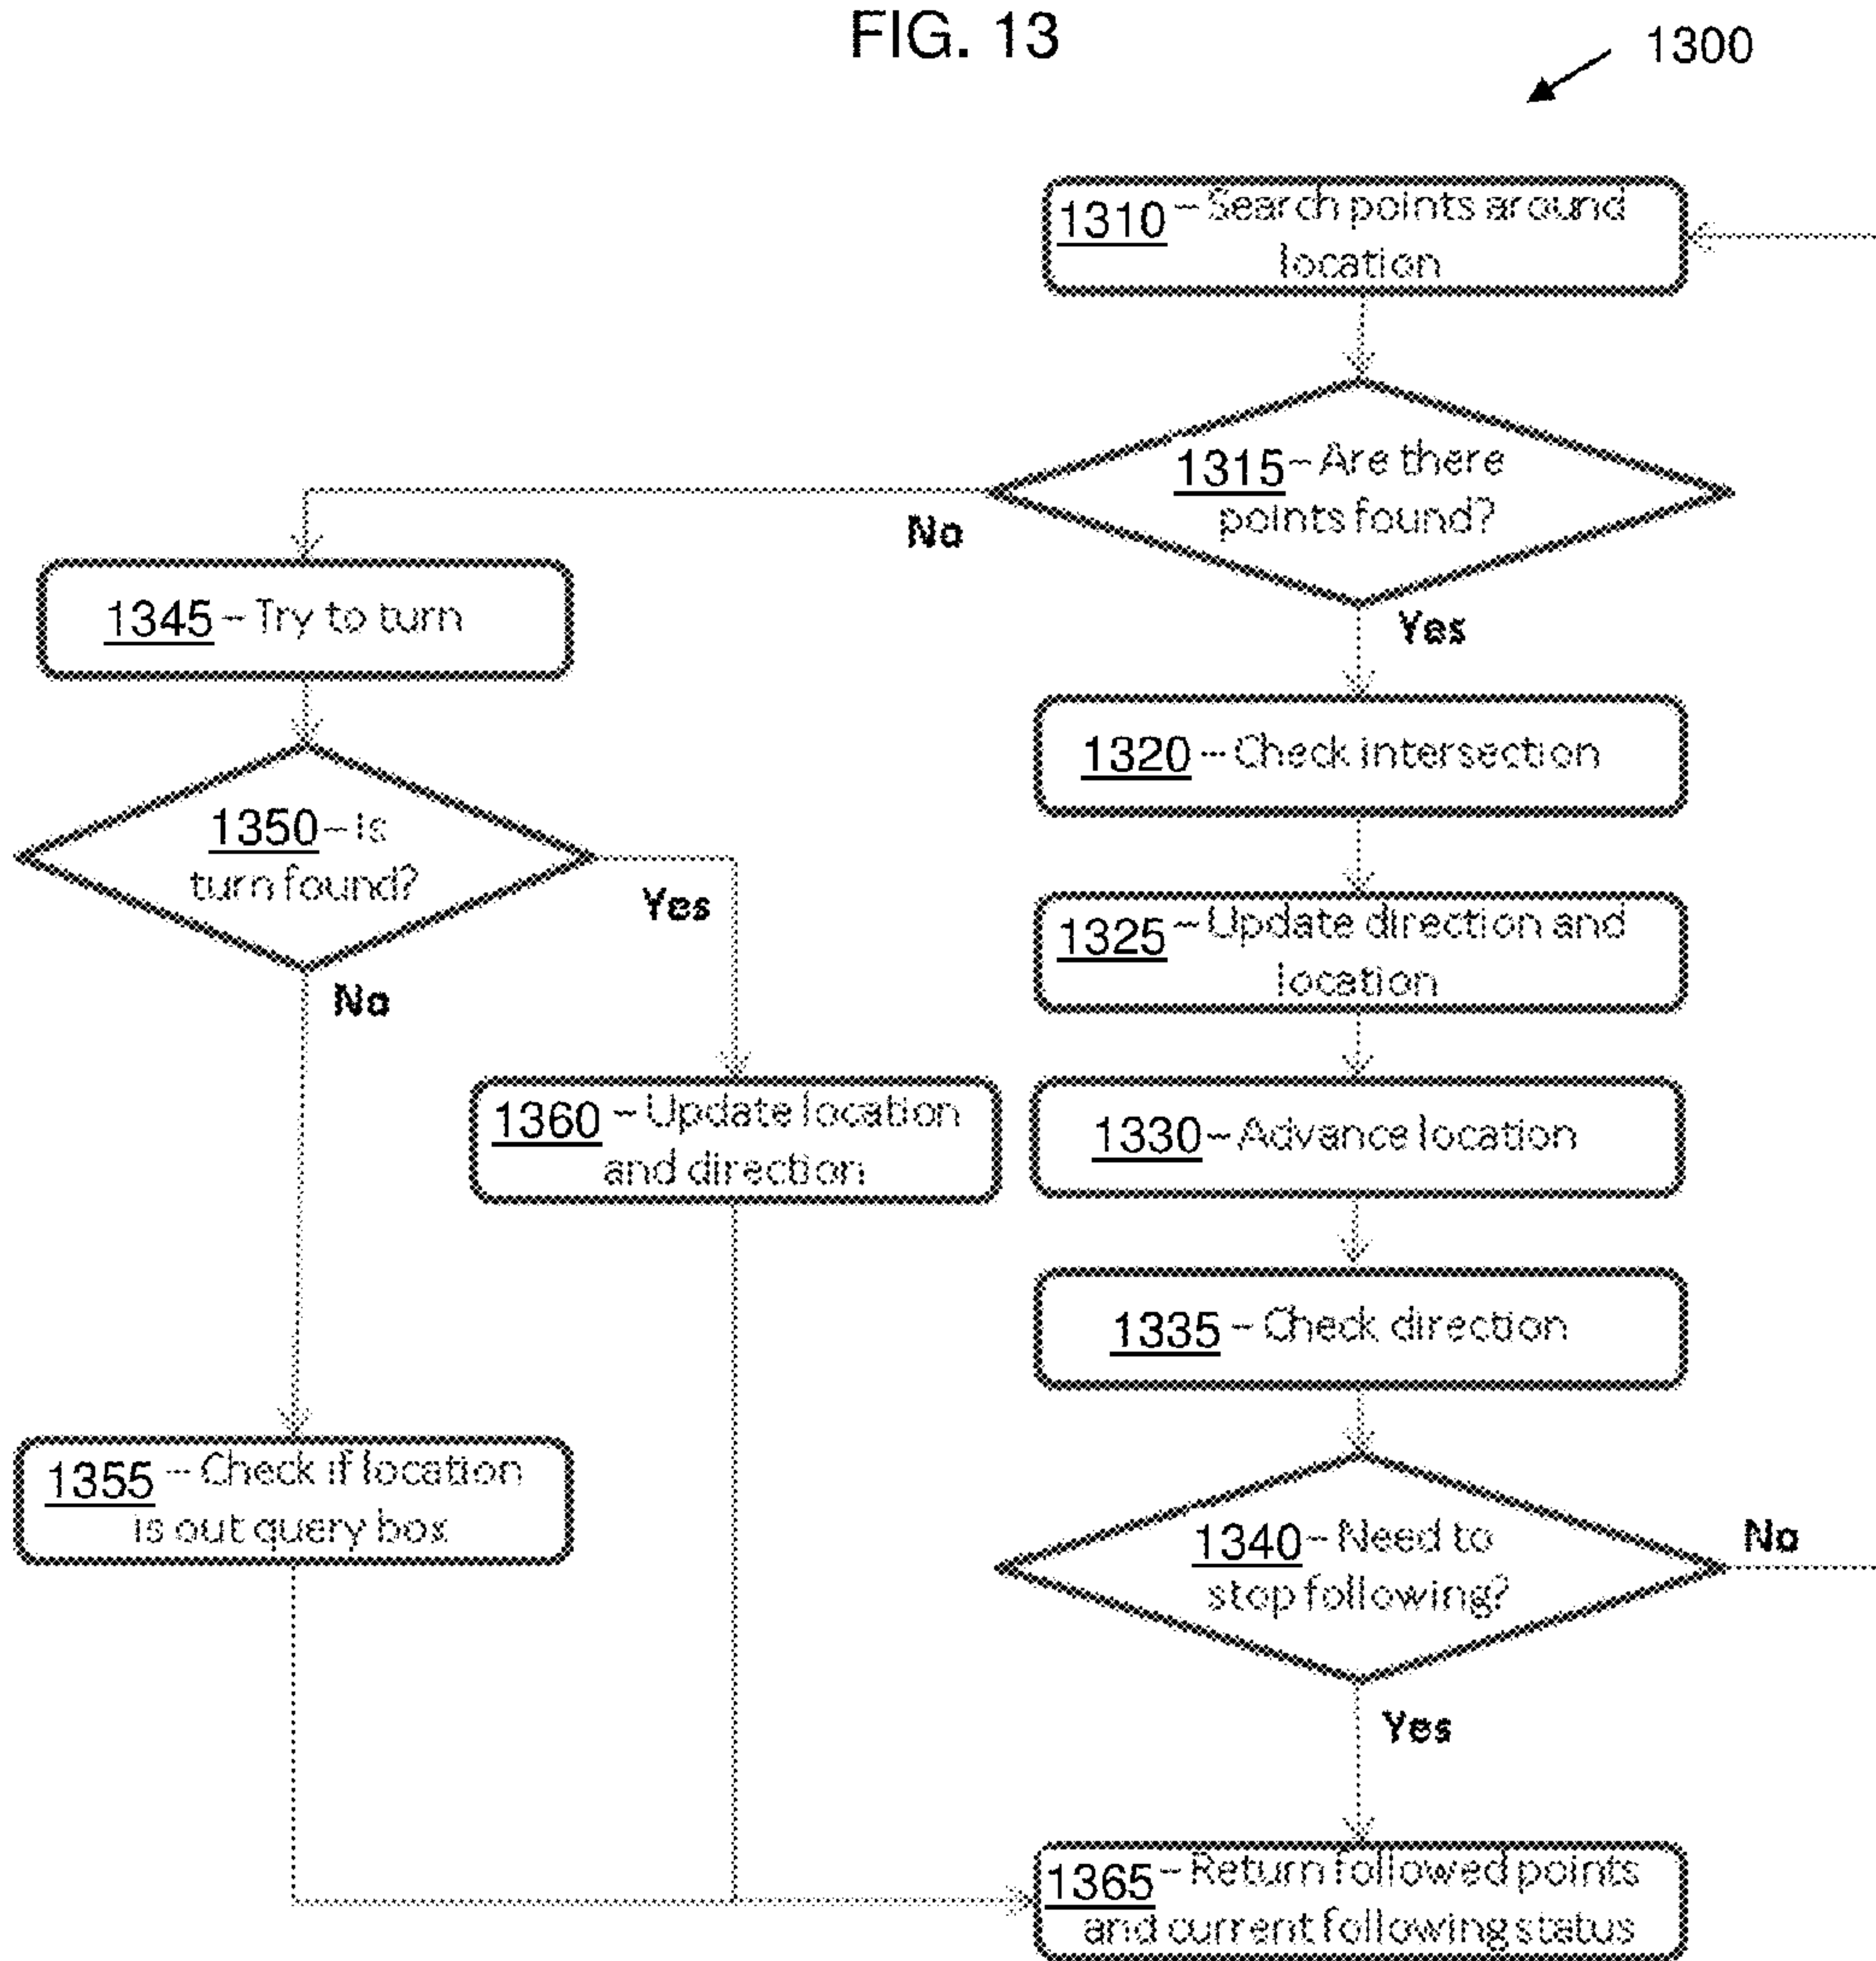 FIG. 13
1300
1310 – Search points around
location
1315 – Are there
points found?
No
Yes
1345 – Try to turn
1320 – Check intersection
1350 – Is
turn found?
Yes
No
1325 – Update direction and
location
1360 – Update location
and direction
1330 – Advance location
1335 – Check direction
1355 – Check if location
is out query box
1340 – Need to
stop following?
No
Yes
1365 – Return followed points
and current following status